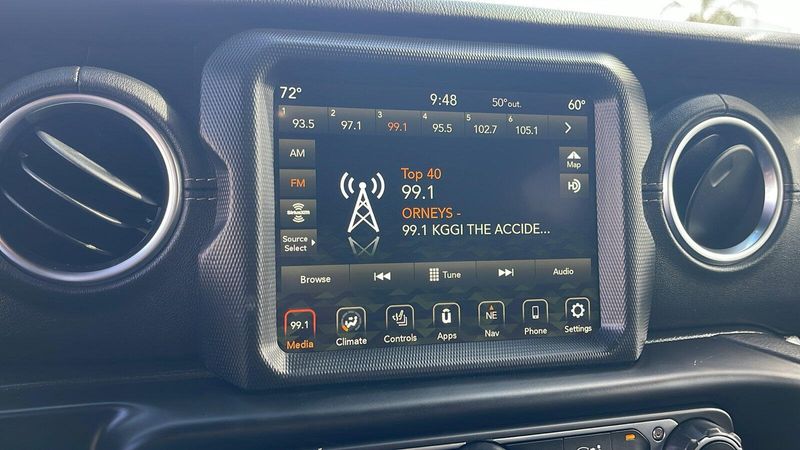 72° 9:48 50°out. 60°
1 2 3 4 5 6
93.5 97.1 99.1 95.5 102.7 105.1
AM
FM
SiriusXM
Source
Select
Top 40
99.1
ORNEYS -
99.1 KGGI THE ACCIDE...
Map
HD
Browse Tune Audio
99.1 NE
Media Climate Controls Apps Nav Phone Settings